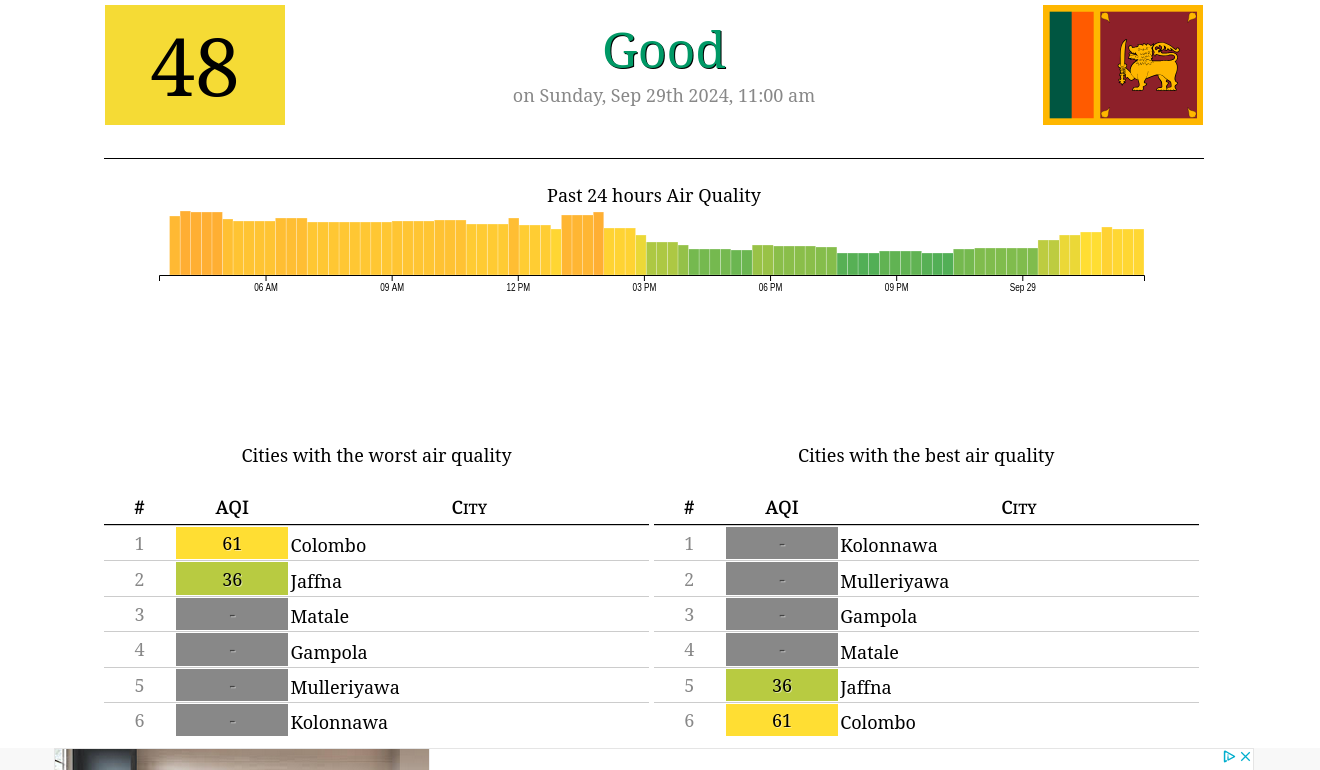 48
Good
on Sunday, Sep 29th 2024, 11:00 am
Past 24 hours Air Quality
06 AM 09 AM 12 PM 03 PM 06 PM 09 PM Sep 29
Cities with the worst air quality
# AQI City
1 61 Colombo
2 36 Jaffna
3 - Matale
4 - Gampola
5 - Mulleriyawa
6 - Kolonnawa
Cities with the best air quality
# AQI City
1 - Kolonnawa
2 - Mulleriyawa
3 - Gampola
4 - Matale
5 36 Jaffna
6 61 Colombo